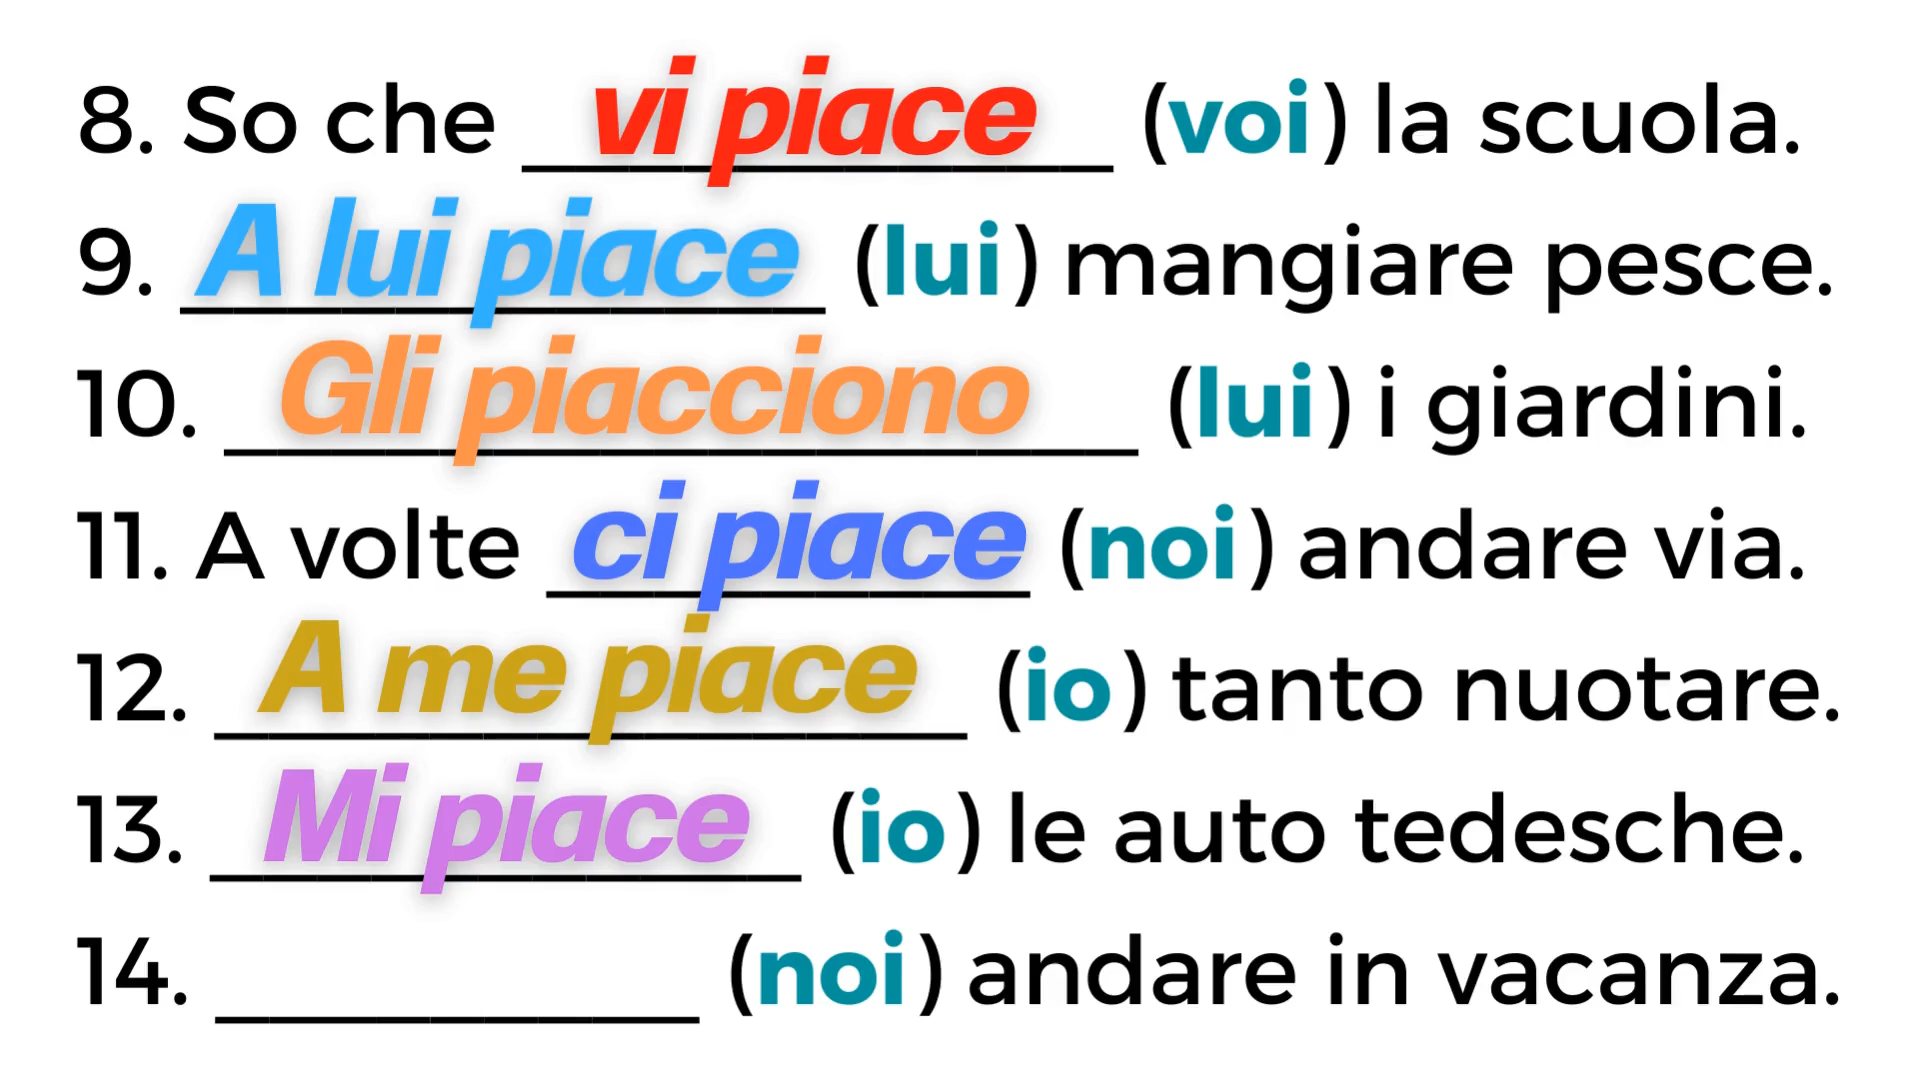 8. So che vi piace (voi) la scuola.
9. A lui piace (lui) mangiare pesce.
10. Gli piacciono (lui) i giardini.
11. A volte ci piace (noi) andare via.
12. A me piace (io) tanto nuotare.
13. Mi piace (io) le auto tedesche.
14. __________ (noi) andare in vacanza.